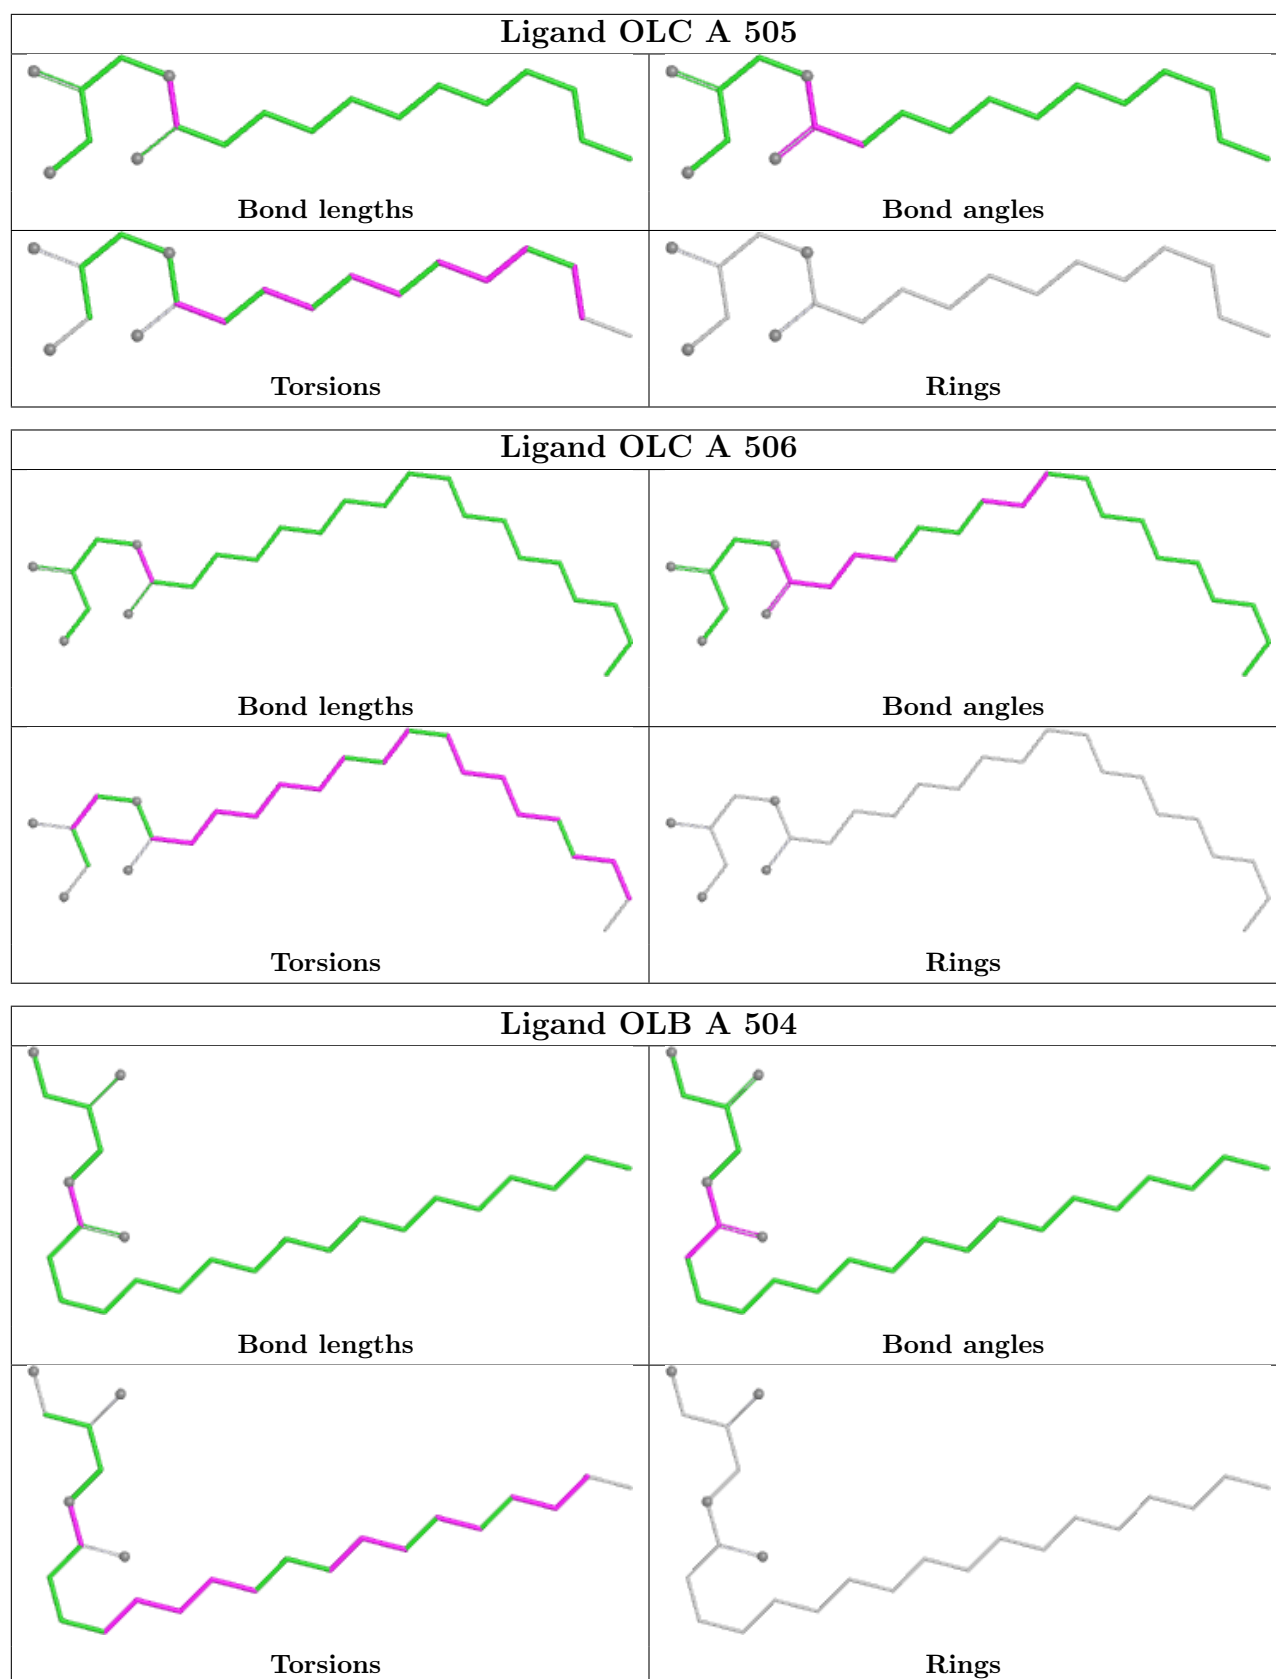 Ligand OLC A 505
Bond lengths
Bond angles
Torsions
Rings
Ligand OLC A 506
Bond lengths
Bond angles
Torsions
Rings
Ligand OLB A 504
Bond lengths
Bond angles
Torsions
Rings